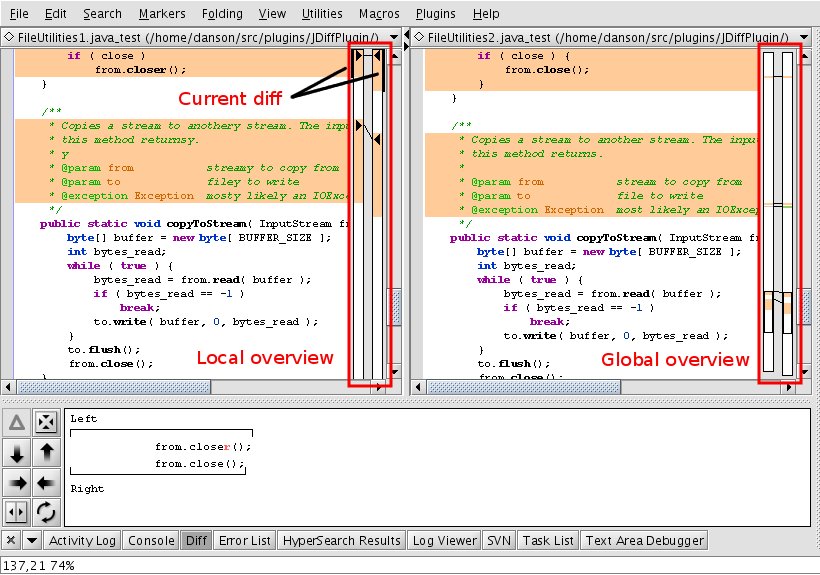 File Edit Search Markers Folding View Utilities Macros Plugins Help
FileUtilities1.java_test (/home/danson/src/plugins/JDiffPlugin/)
if ( close )
from.closer();
}
/**
* Copies a stream to anothery stream. The inpu
* this method returnsy.
* y
* @param from streamy to copy from
* @param to filey to write
* @exception Exception mosty likely an IOExce
*/
public static void copyToStream( InputStream fr
byte[] buffer = new byte[ BUFFER_SIZE ];
int bytes_read;
while ( true ) {
bytes_read = from.read( buffer );
if ( bytes_read == -1 )
break;
to.write( buffer, 0, bytes_read );
}
to.flush();
from.close();
Current diff
Local overview
FileUtilities2.java_test (/home/danson/src/plugins/JDiffPlugin/)
if ( close ) {
from.close();
}
}
/**
* Copies a stream to another stream. The input
* this method returns.
*
* @param from stream to copy from
* @param to file to write
* @exception Exception most likely an IOExcep
*/
public static void copyToStream( InputStream fr
byte[] buffer = new byte[ BUFFER_SIZE ];
int bytes_read;
while ( true ) {
bytes_read = from.read( buffer );
if ( bytes_read == -1 )
break;
to.write( buffer, 0, bytes_read );
}
to.flush();
from.close();
Global overview
Left
from.closer();
from.close();
Right
Activity Log Console Diff Error List HyperSearch Results Log Viewer SVN Task List Text Area Debugger
137,21 74%